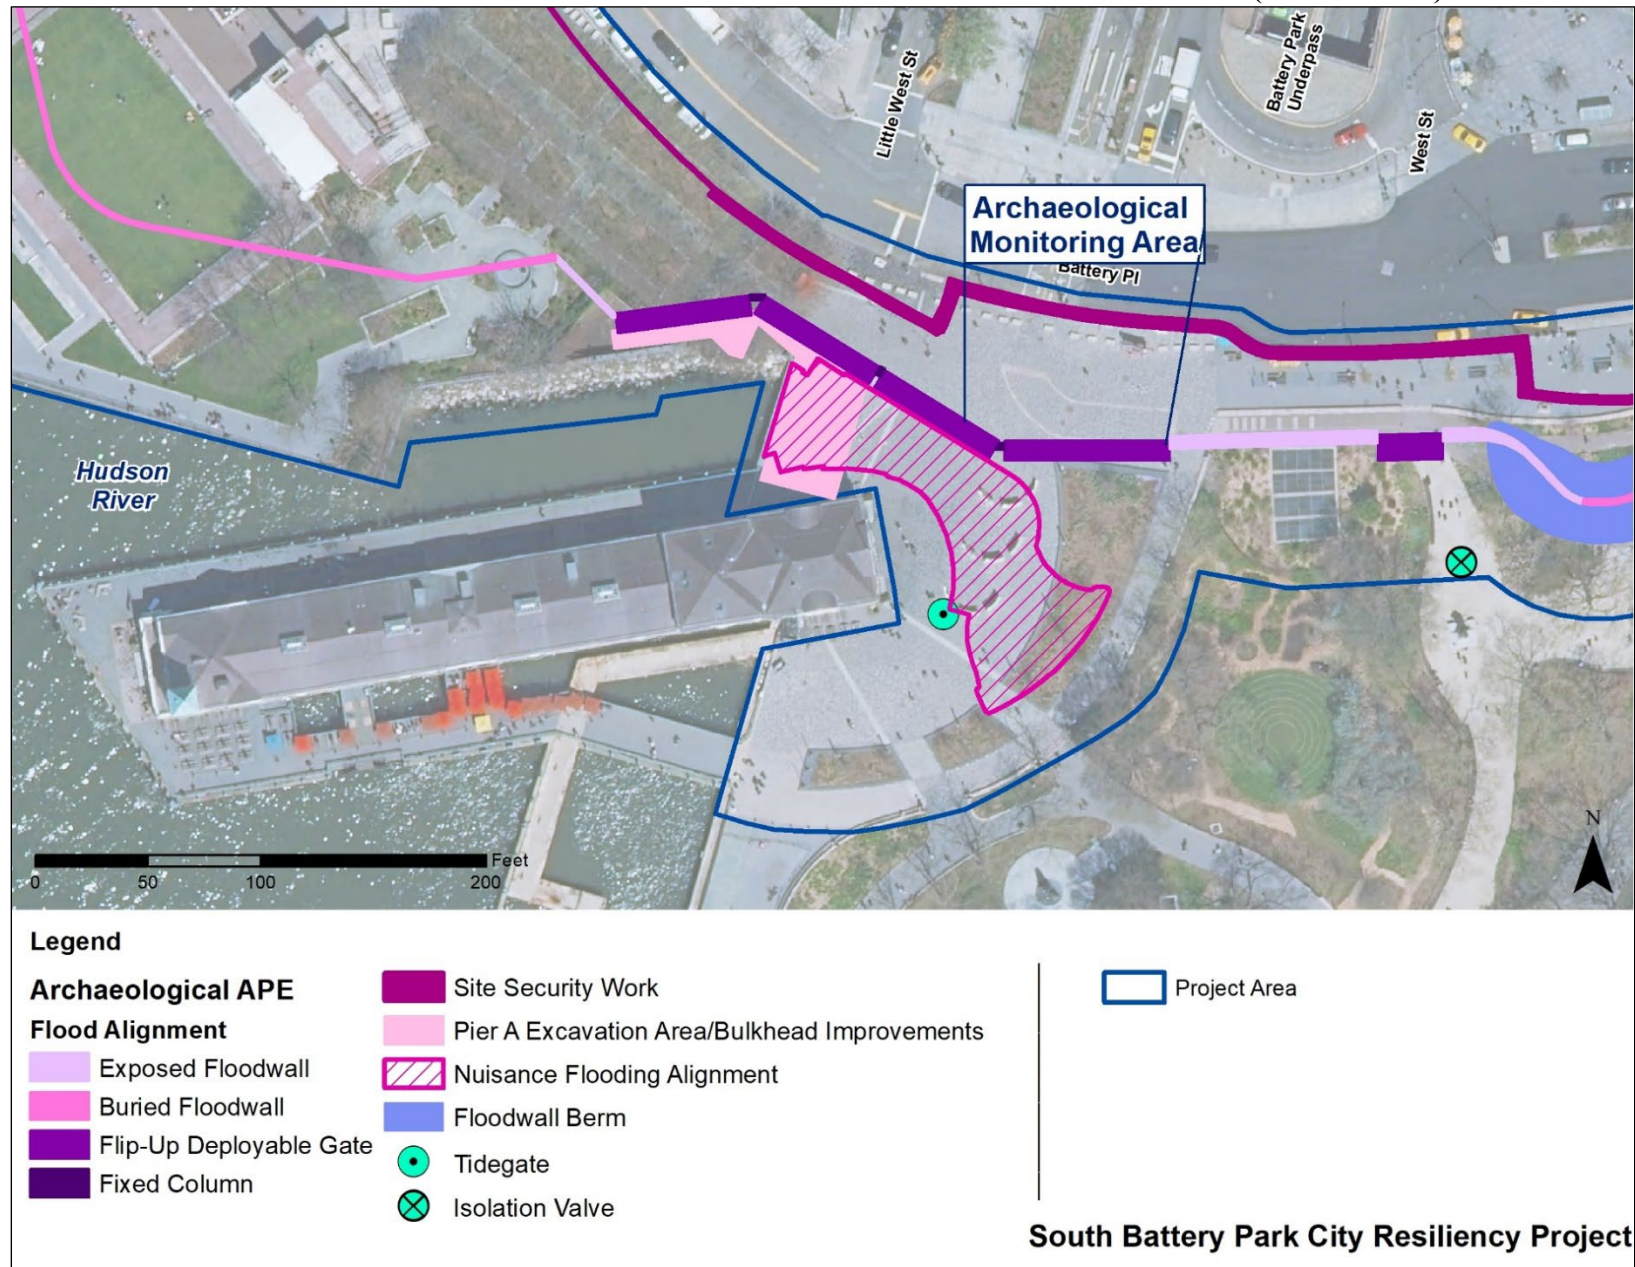 Little West St
Battery Park
Underpass
West St
Archaeological
Monitoring Area
Battery Pl
Hudson
River
N
Feet
0 50 100 200
Legend
Archaeological APE
Flood Alignment
Exposed Floodwall
Buried Floodwall
Flip-Up Deployable Gate
Fixed Column
Site Security Work
Pier A Excavation Area/Bulkhead Improvements
Nuisance Flooding Alignment
Floodwall Berm
Tidegate
Isolation Valve
Project Area
South Battery Park City Resiliency Project